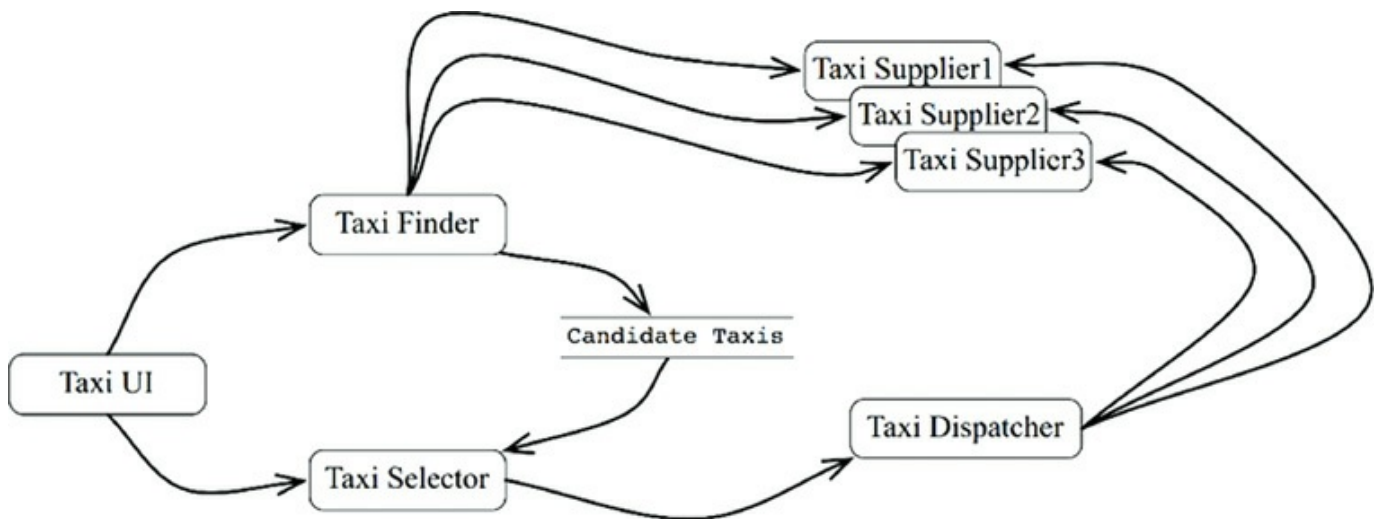 Taxi Supplier1
Taxi Supplier2
Taxi Supplier3
Taxi Finder
Candidate Taxis
Taxi UI
Taxi Dispatcher
Taxi Selector